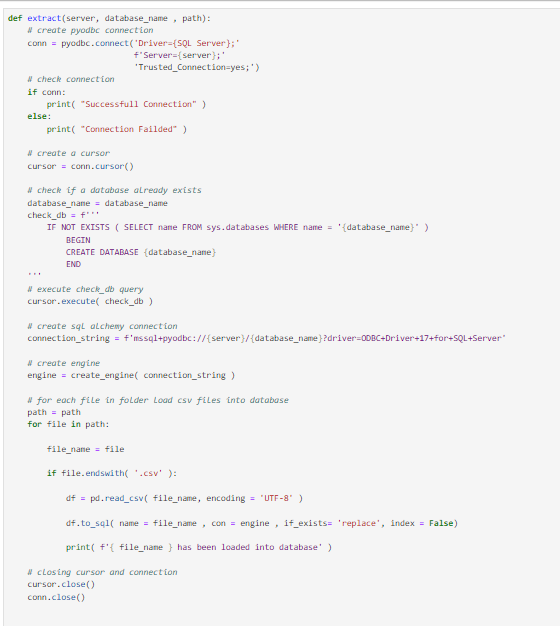 def extract(server, database_name , path):
    # create pyodbc connection
    conn = pyodbc.connect('Driver={SQL Server};'
                          f'Server={server};'
                          'Trusted_Connection=yes;')
    # check connection
    if conn:
        print( "Successfull Connection" )
    else:
        print( "Connection Failded" )
    # create a cursor
    cursor = conn.cursor()
    # check if a database already exists
    database_name = database_name
    check_db = f'''
        IF NOT EXISTS ( SELECT name FROM sys.databases WHERE name = '{database_name}' )
            BEGIN
            CREATE DATABASE {database_name}
            END
    '''
    # execute check_db query
    cursor.execute( check_db )
    # create sql alchemy connection
    connection_string = f'mssql+pyodbc://{server}/{database_name}?driver=ODBC+Driver+17+for+SQL+Server'
    # create engine
    engine = create_engine( connection_string )
    # for each file in folder load csv files into database
    path = path
    for file in path:
        file_name = file
        if file.endswith( '.csv' ):
            df = pd.read_csv( file_name, encoding = 'UTF-8' )
            df.to_sql( name = file_name , con = engine , if_exists= 'replace', index = False)
            print( f'{ file_name } has been loaded into database' )
    # closing cursor and connection
    cursor.close()
    conn.close()